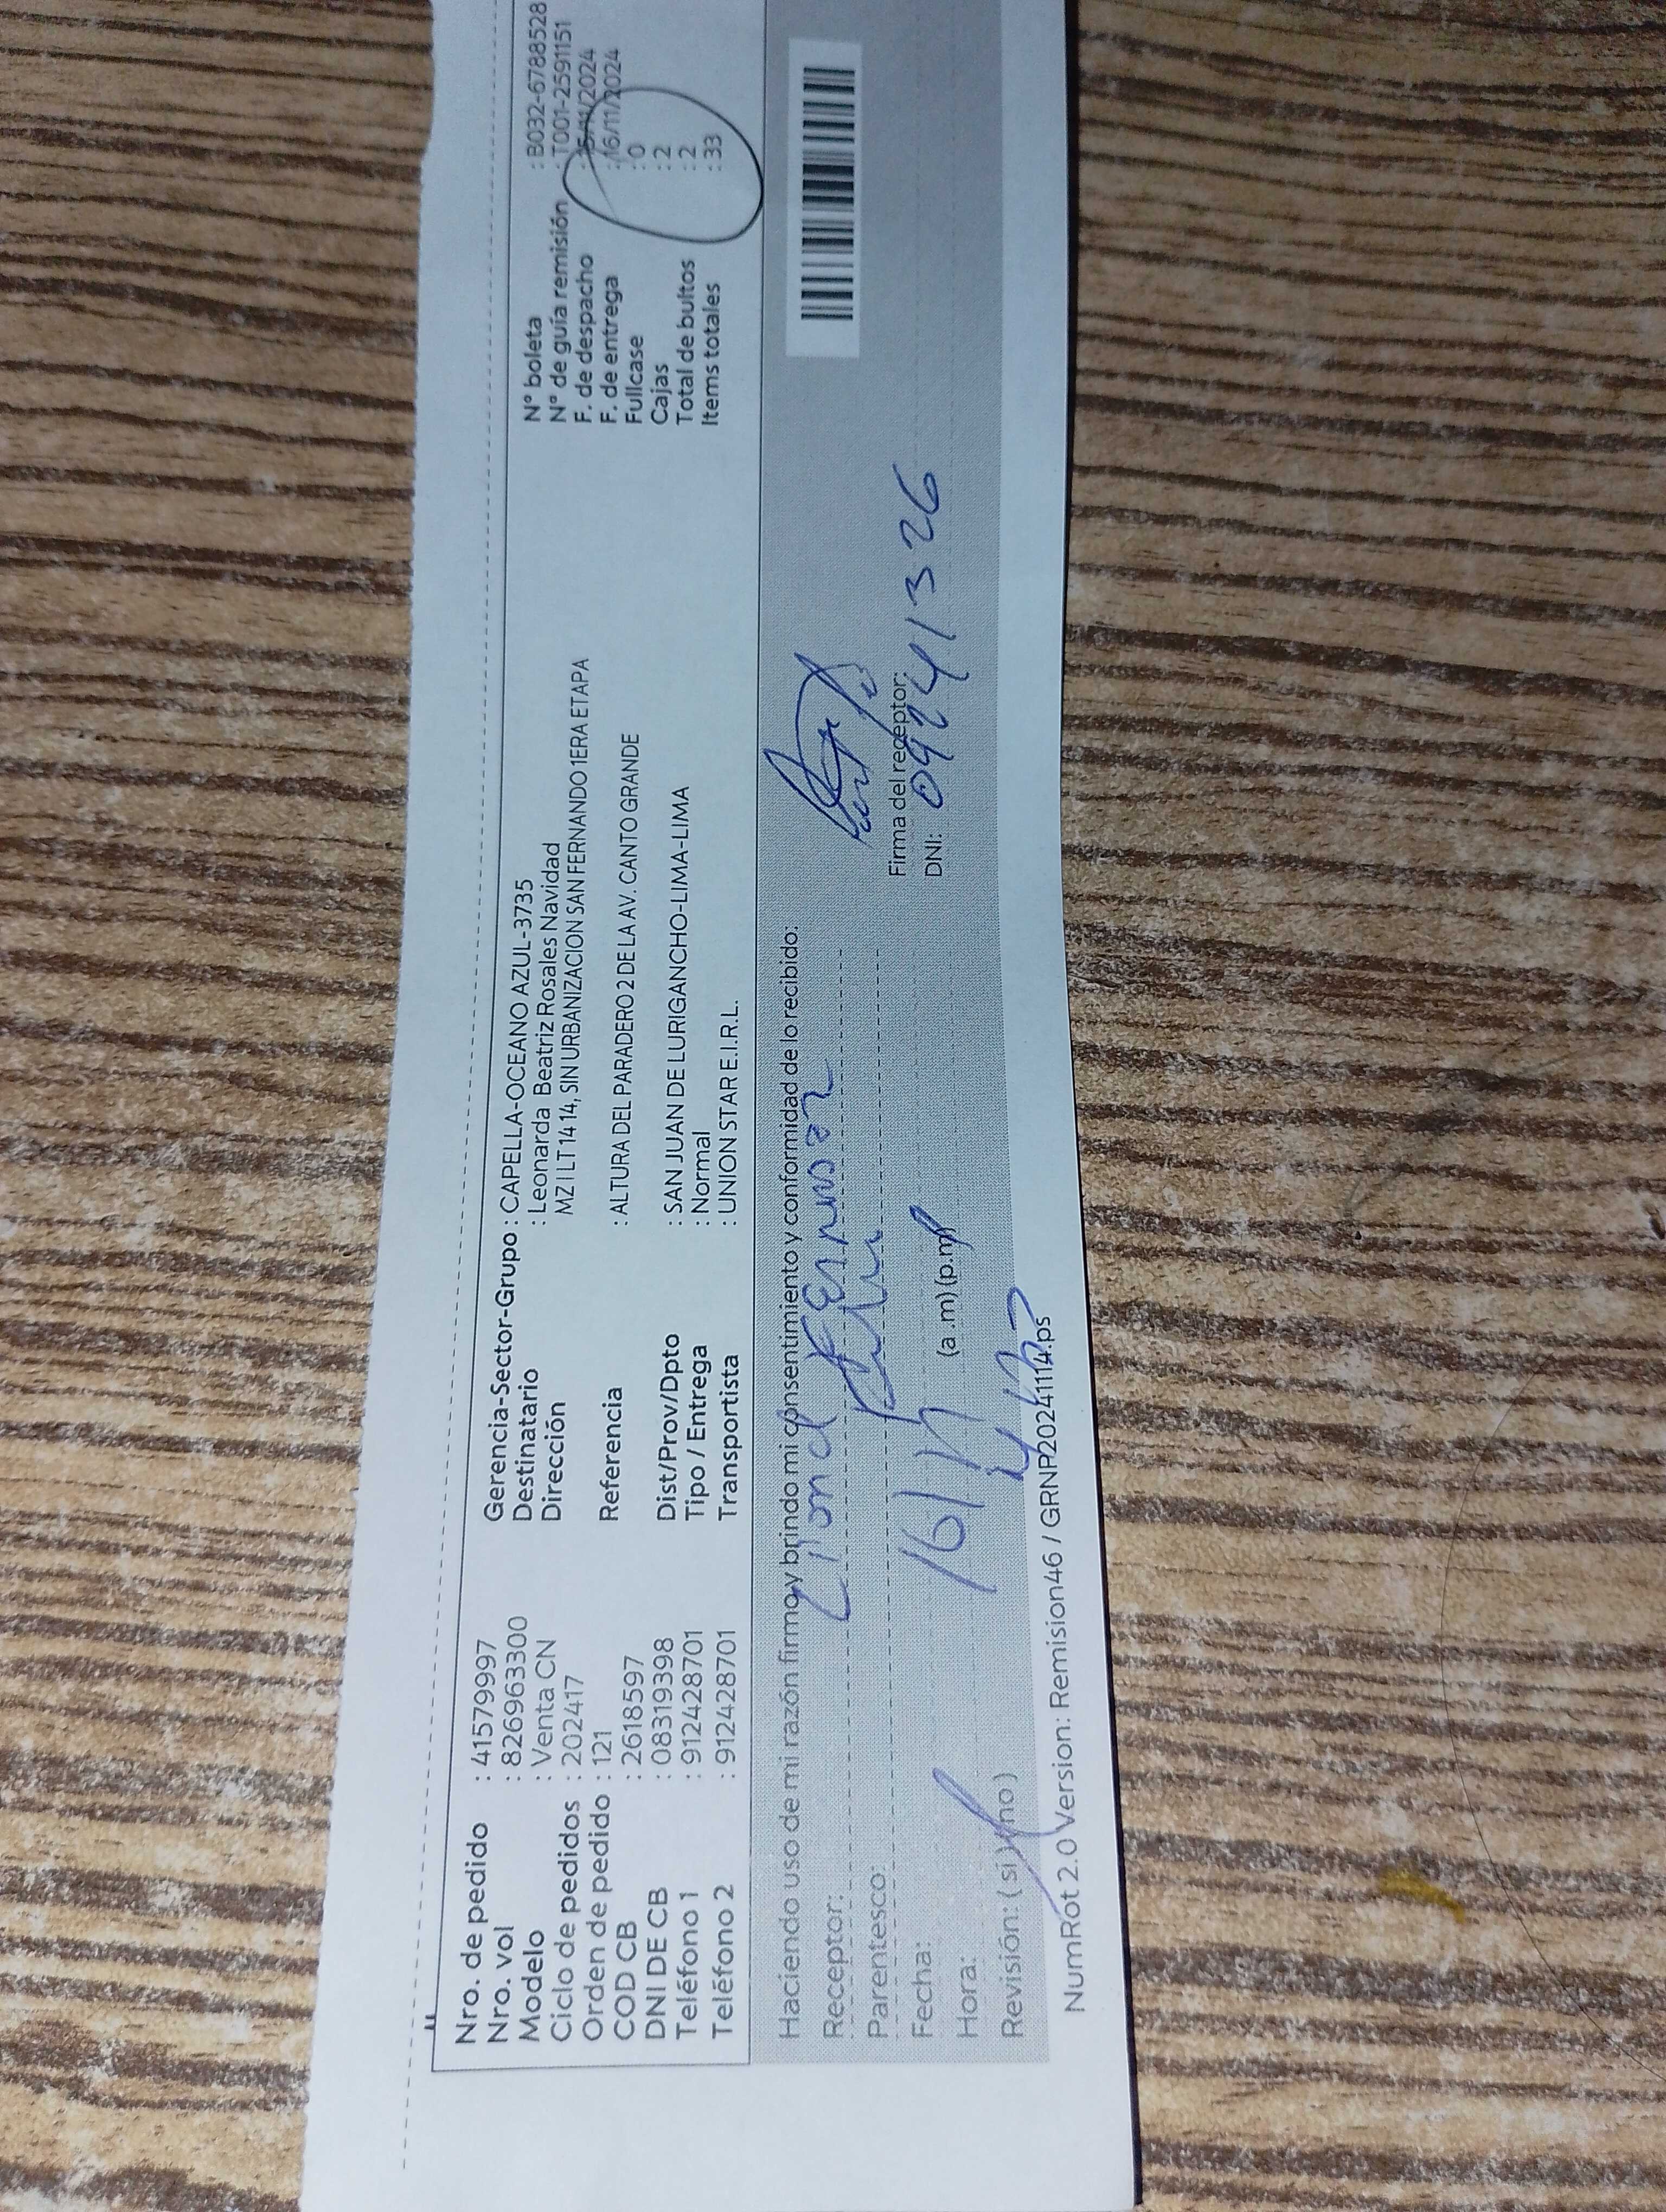 Nro. de pedido : 41579997
Nro. vol : 826963300
Modelo : Venta CN
Ciclo de pedidos : 202417
Orden de pedido : 121
COD CB : 2618597
DNI DE CB : 08319398
Teléfono 1 : 912428701
Teléfono 2 : 912428701
Gerencia-Sector-Grupo : CAPELLA-OCEANO AZUL-3735
Destinatario : Leonarda Beatriz Rosales Navidad
Dirección MZ I LT 14 14, SIN URBANIZACION SAN FERNANDO 1ERA ETAPA
Referencia : ALTURA DEL PARADERO 2 DE LA AV. CANTO GRANDE
Dist/Prov/Dpto : SAN JUAN DE LURIGANCHO-LIMA-LIMA
Tipo / Entrega : Normal
Transportista : UNION STAR E.I.R.L.
N° boleta : B032-67888528
N° de guía remisión : T001-25911151
F. de despacho : 15/11/2024
F. de entrega : 16/11/2024
Fullcase : 0
Cajas : 2
Total de bultos : 2
Items totales : 33
Haciendo uso de mi razón firmo y brindo mi consentimiento y conformidad de lo recibido:
Receptor:
Parentesco:
Fecha: 16/11
Hora: (a.m) (p.m)
Revisión: ( si ) ( no )
Firma del receptor:
DNI: 09241326
NumRot 2.0 Version: Remision46 / GRNP20241114.ps